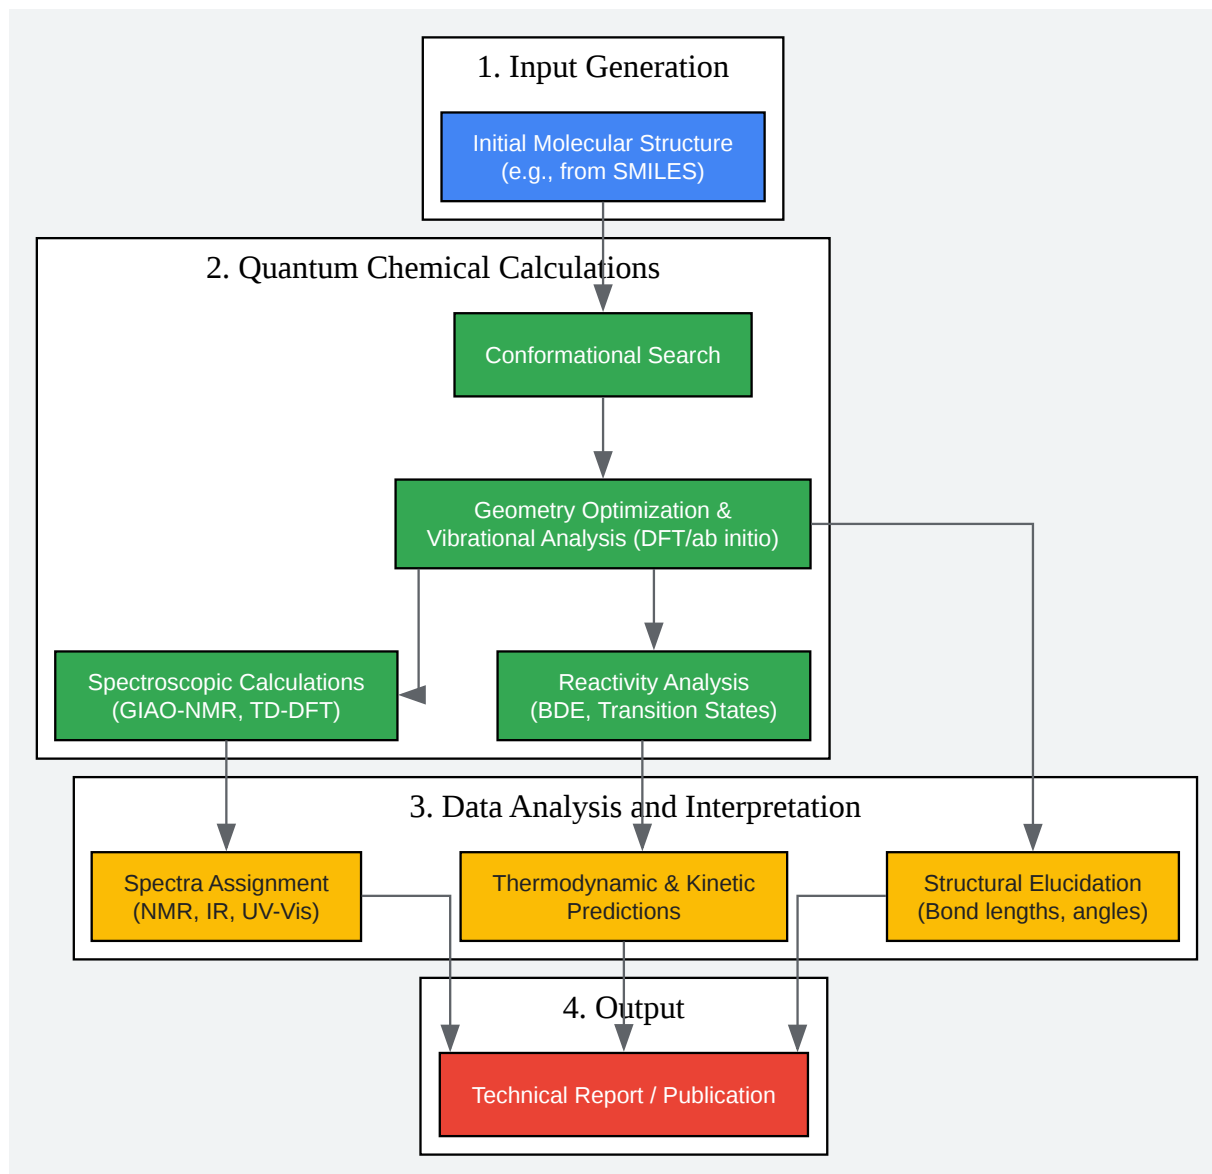 1. Input Generation
Initial Molecular Structure
(e.g., from SMILES)
2. Quantum Chemical Calculations
Conformational Search
Geometry Optimization &
Vibrational Analysis (DFT/ab initio)
Spectroscopic Calculations
(GIAO-NMR, TD-DFT)
Reactivity Analysis
(BDE, Transition States)
3. Data Analysis and Interpretation
Spectra Assignment
(NMR, IR, UV-Vis)
Thermodynamic & Kinetic
Predictions
Structural Elucidation
(Bond lengths, angles)
4. Output
Technical Report / Publication